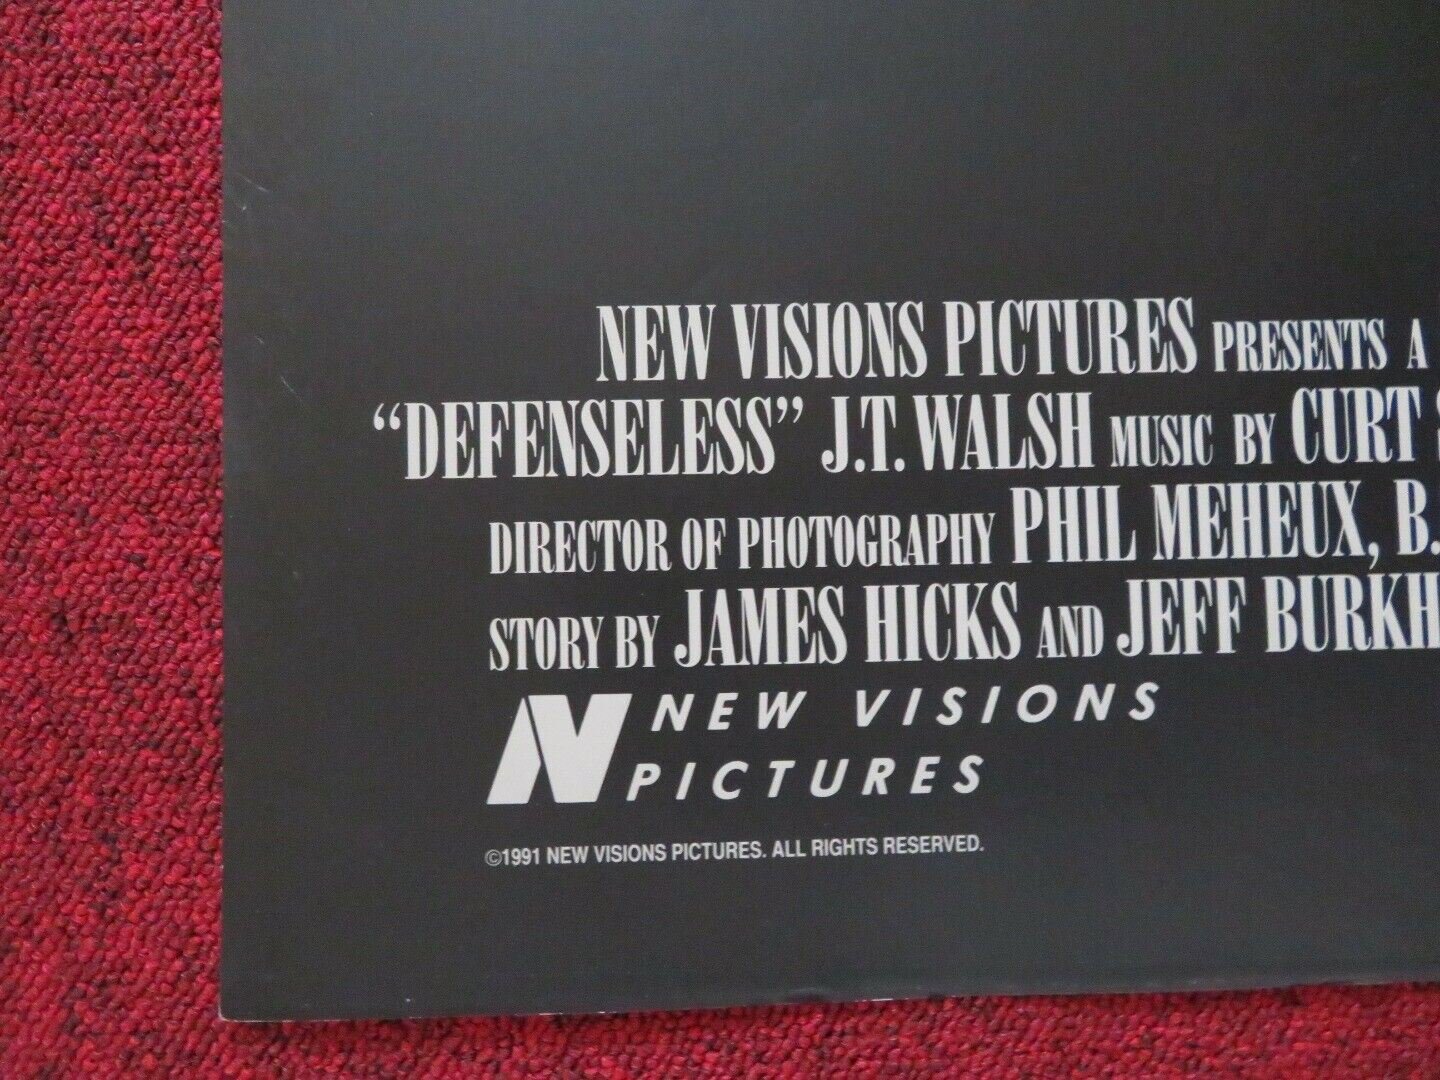 NEW VISIONS PICTURES PRESENTS A
“DEFENSELESS” J.T. WALSH MUSIC BY CURT S
DIRECTOR OF PHOTOGRAPHY PHIL MEHEUX, B.
STORY BY JAMES HICKS AND JEFF BURKH
NEW VISIONS
PICTURES
©1991 NEW VISIONS PICTURES. ALL RIGHTS RESERVED.